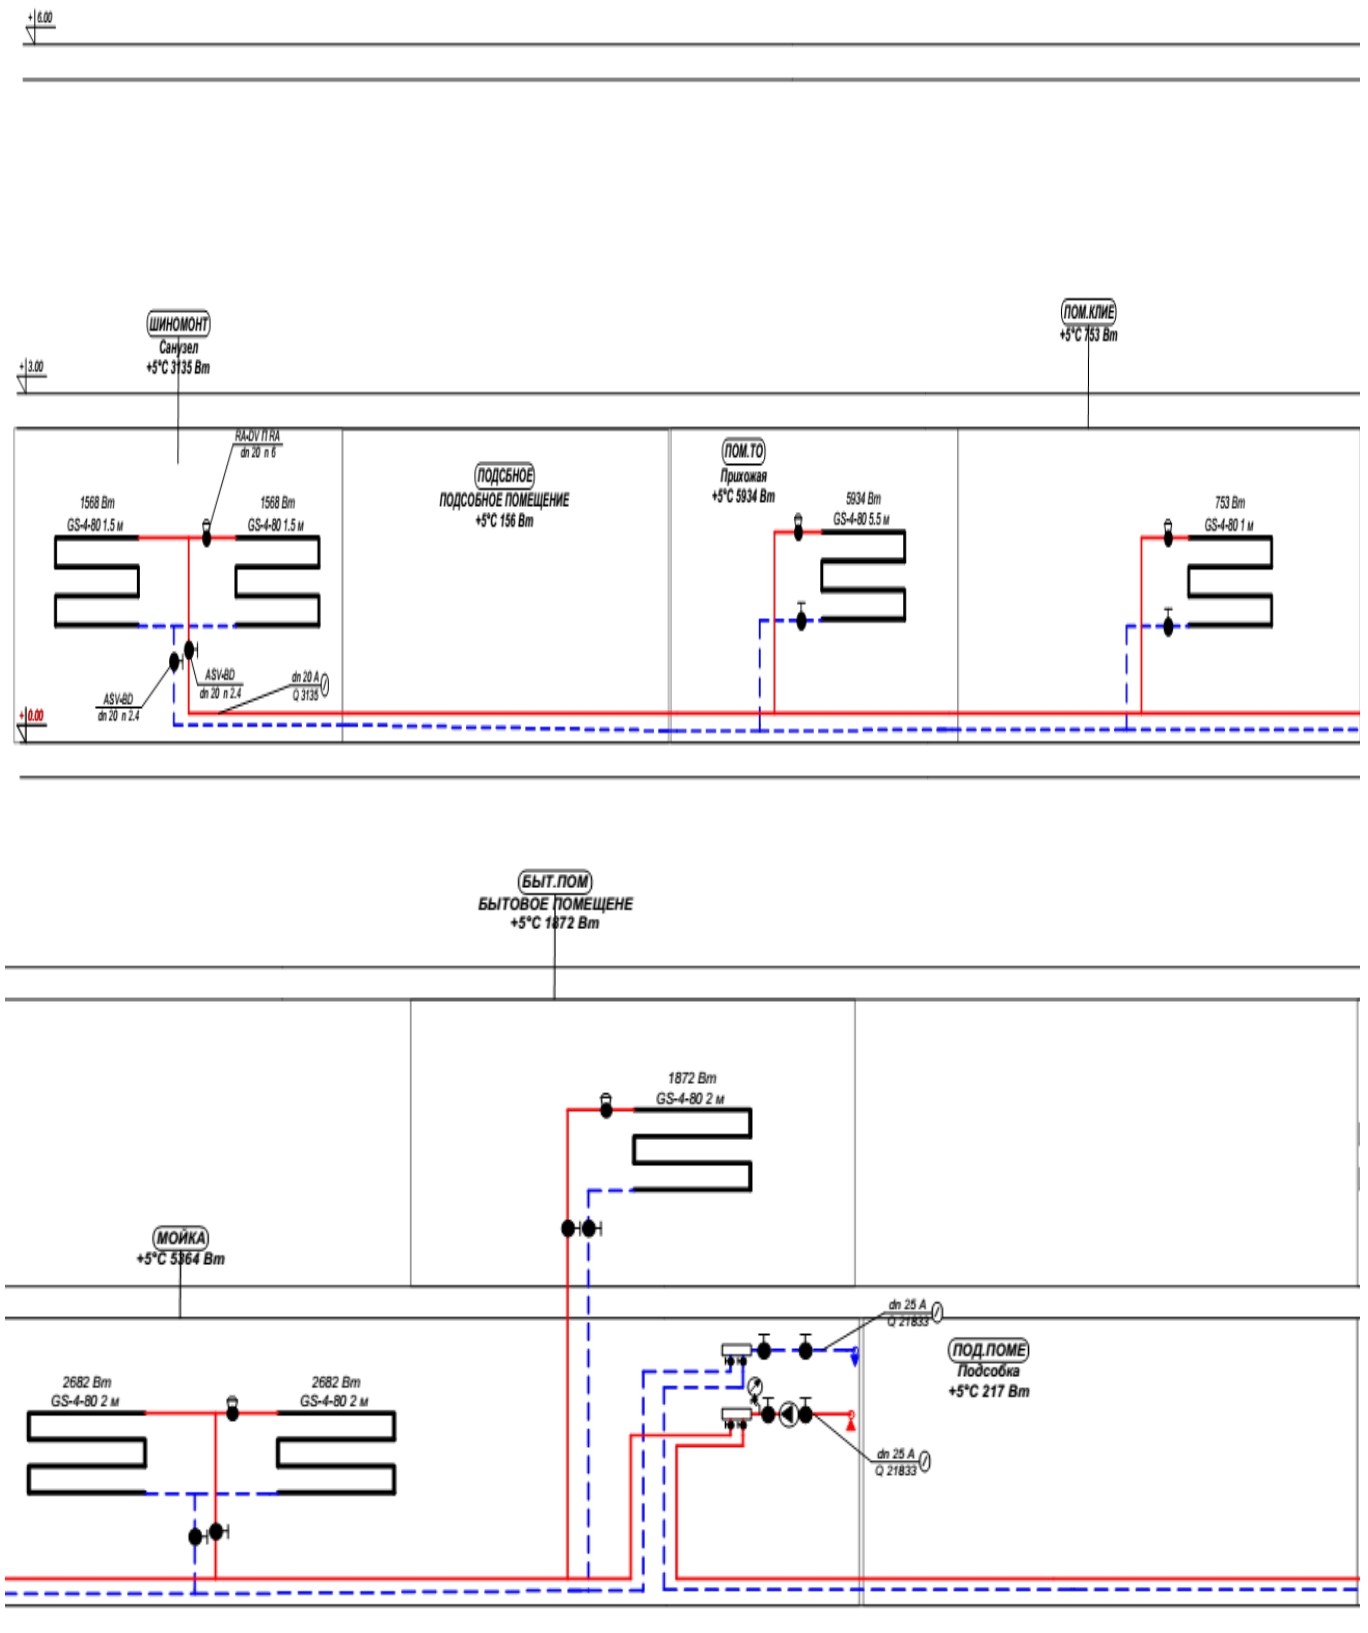 +6.00
ШИНОМОНТ
Санузел
+5°C 3135 Вт
ПОМ.КЛИЕ
+5°C 753 Вт
+3.00
RA-DV П RA
dn 20 n 6
1568 Вт
GS-4-80 1.5 м
1568 Вт
GS-4-80 1.5 м
ПОДСБНОЕ
ПОДСОБНОЕ ПОМЕЩЕНИЕ
+5°C 156 Вт
ПОМ.ТО
Прихожая
+5°C 5934 Вт
5934 Вт
GS-4-80 5.5 м
753 Вт
GS-4-80 1 м
ASV-BD
dn 20 n 2.4
ASV-BD
dn 20 n 2.4
dn 20 A
Q 3135
+0.00
БЫТ.ПОМ
БЫТОВОЕ ПОМЕЩЕНЕ
+5°C 1872 Вт
1872 Вт
GS-4-80 2 м
МОЙКА
+5°C 5364 Вт
2682 Вт
GS-4-80 2 м
2682 Вт
GS-4-80 2 м
dn 25 A
Q 21833
ПОД.ПОМЕ
Подсобка
+5°C 217 Вт
dn 25 A
Q 21833